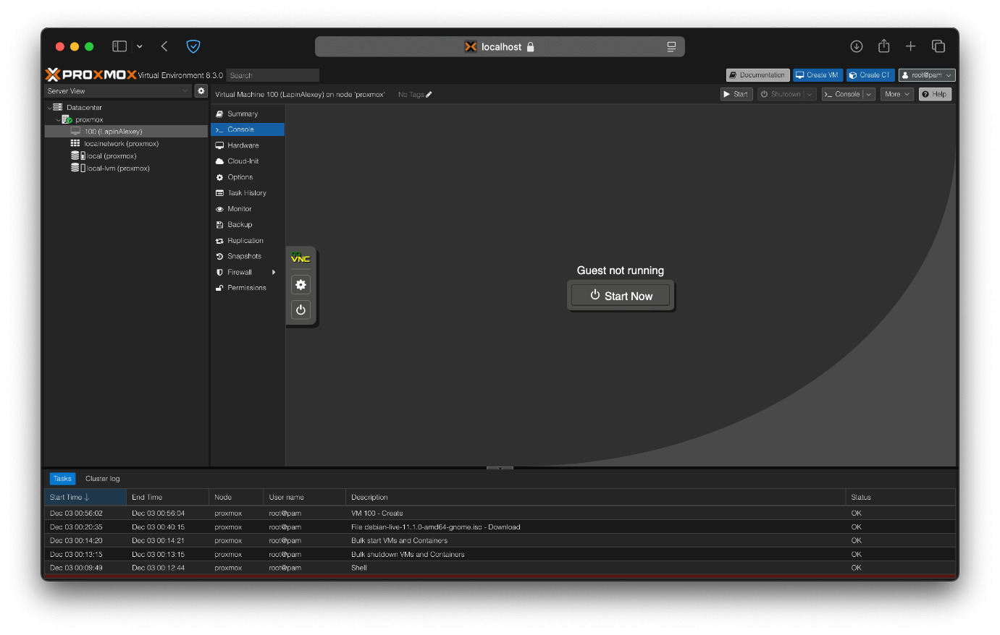 localhost
PROXMOX Virtual Environment 8.3.0 Search Documentation Create VM Create CT root@pam
Server View
Virtual Machine 100 (LapinAlexey) on node 'proxmox' No Tags Start Shutdown Console More Help
Datacenter
proxmox
100 (LapinAlexey)
localnetwork (proxmox)
local (proxmox)
local-lvm (proxmox)
Summary
Console
Hardware
Cloud-Init
Options
Task History
Monitor
Backup
Replication
Snapshots
Firewall
Permissions
no
VNC
Guest not running
Start Now
Tasks Cluster log
Start Time End Time Node User name Description Status
Dec 03 00:56:02 Dec 03 00:56:04 proxmox root@pam VM 100 - Create OK
Dec 03 00:20:35 Dec 03 00:40:15 proxmox root@pam File debian-live-11.1.0-amd64-gnome.iso - Download OK
Dec 03 00:14:20 Dec 03 00:14:21 proxmox root@pam Bulk start VMs and Containers OK
Dec 03 00:13:15 Dec 03 00:13:15 proxmox root@pam Bulk shutdown VMs and Containers OK
Dec 03 00:09:49 Dec 03 00:12:44 proxmox root@pam Shell OK